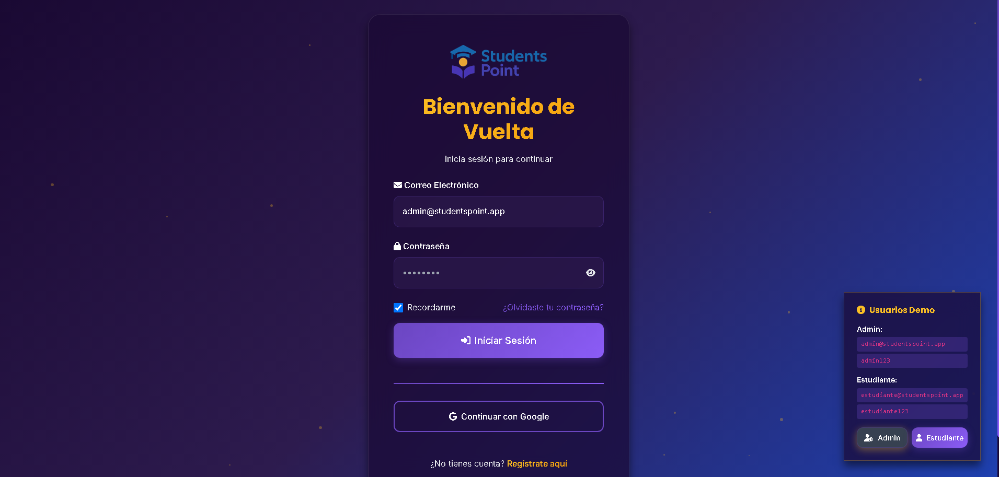 Students
Point
Bienvenido de
Vuelta
Inicia sesión para continuar
Correo Electrónico
admin@studentspoint.app
Contraseña
••••••••
Recordarme
¿Olvidaste tu contraseña?
Iniciar Sesión
Continuar con Google
¿No tienes cuenta? Regístrate aquí
Usuarios Demo
Admin:
admin@studentspoint.app
admin123
Estudiante:
estudiante@studentspoint.app
estudiante123
Admin
Estudiante